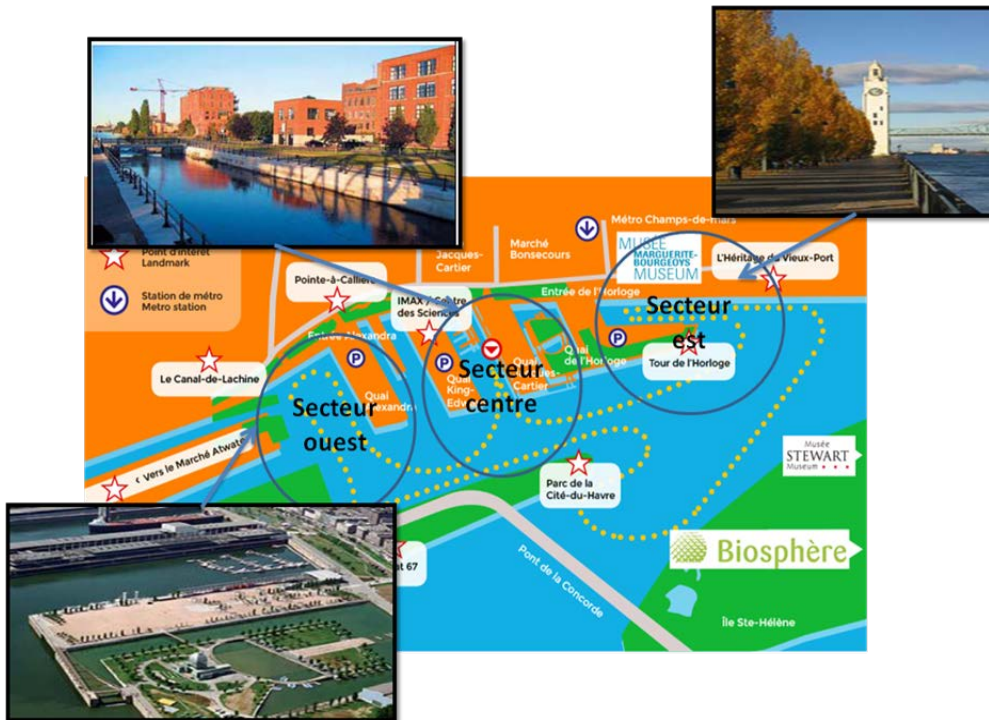 Point d'intérêt
Landmark
Station de métro
Metro station
Pointe-à-Callière
Jacques-
Cartier
Marché
Bonsecours
Métro Champs-de-mars
MUSÉE
MARGUERITE-
BOURGEOYS
MUSEUM
L'Héritage du Vieux-Port
IMAX / Centre
des Sciences
Entrée de l'Horloge
Entrée Alexandra
P
P
P
Secteur
est
Le Canal-de-Lachine
Quai
Alexandra
Quai
King-
Edward
Secteur
centre
Quai
Jacques-
Cartier
Quai
de l'Horloge
Tour de l'Horloge
Secteur
ouest
‹ Vers le Marché Atwater
Parc de la
Cité-du-Havre
Musée
STEWART
Museum
Biosphère
at 67
Pont de la Concorde
Île Ste-Hélène